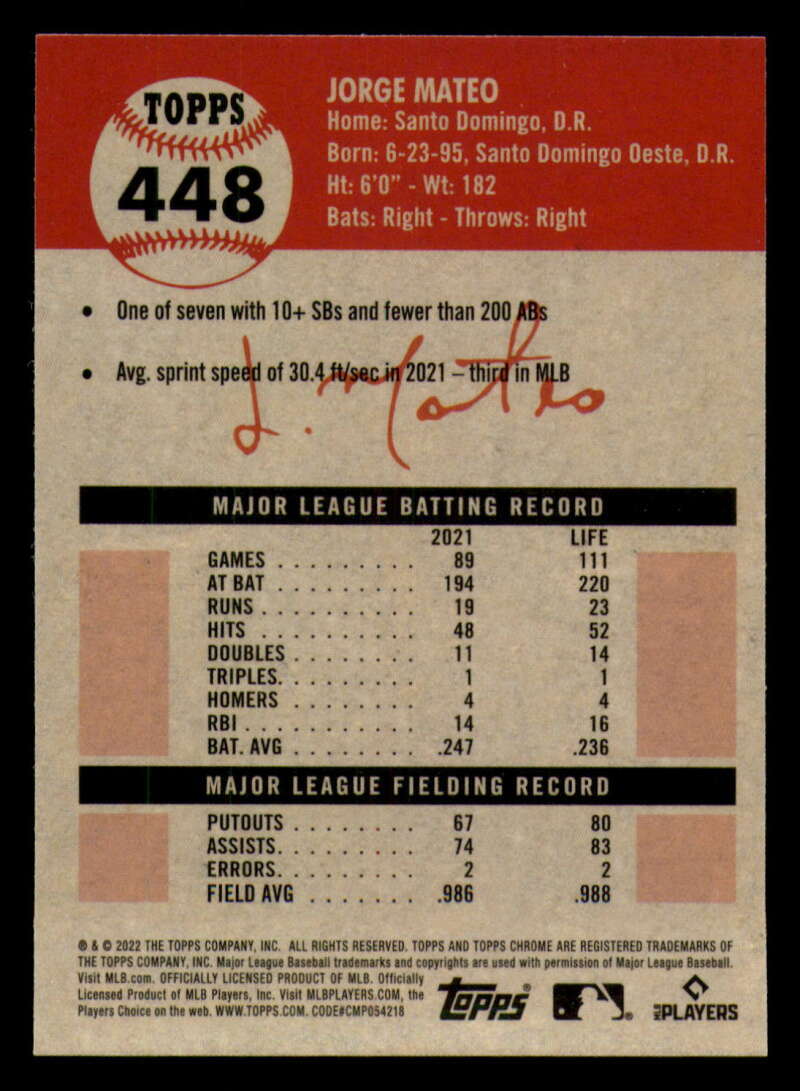 TOPPS
448
JORGE MATEO
Home: Santo Domingo, D.R.
Born: 6-23-95, Santo Domingo Oeste, D.R.
Ht: 6'0" - Wt: 182
Bats: Right - Throws: Right
• One of seven with 10+ SBs and fewer than 200 ABs
• Avg. sprint speed of 30.4 ft/sec in 2021 – third in MLB
J. Mateo
MAJOR LEAGUE BATTING RECORD
2021 LIFE
GAMES . . . . . . . . . 89 111
AT BAT . . . . . . . . . 194 220
RUNS . . . . . . . . . . 19 23
HITS . . . . . . . . . . 48 52
DOUBLES . . . . . . . . 11 14
TRIPLES. . . . . . . . . 1 1
HOMERS . . . . . . . . 4 4
RBI . . . . . . . . . . . 14 16
BAT. AVG . . . . . . . . .247 .236
MAJOR LEAGUE FIELDING RECORD
PUTOUTS . . . . . . . . 67 80
ASSISTS. . . . . . . . . 74 83
ERRORS. . . . . . . . . 2 2
FIELD AVG . . . . . . . .986 .988
® & © 2022 THE TOPPS COMPANY, INC. ALL RIGHTS RESERVED. TOPPS AND TOPPS CHROME ARE REGISTERED TRADEMARKS OF
THE TOPPS COMPANY, INC. Major League Baseball trademarks and copyrights are used with permission of Major League Baseball.
Visit MLB.com. OFFICIALLY LICENSED PRODUCT OF MLB. Officially
Licensed Product of MLB Players, Inc. Visit MLBPLAYERS.COM, the
Players Choice on the web. WWW.TOPPS.COM. CODE#CMP054218
Topps®
MLB PLAYERS